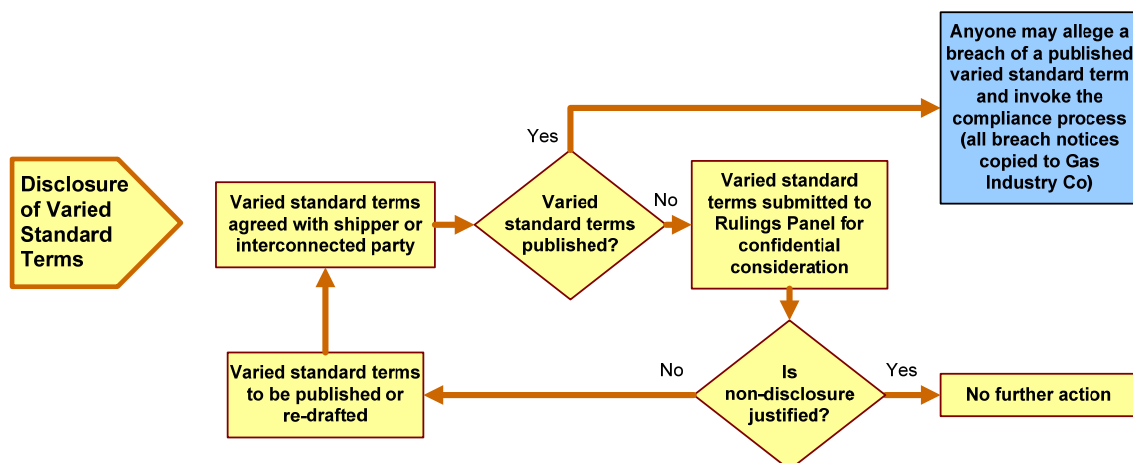 Disclosure
of Varied
Standard
Terms
Varied standard terms
agreed with shipper or
interconnected party
Varied
standard terms
published?
Yes
No
Anyone may allege a
breach of a published
varied standard term
and invoke the
compliance process
(all breach notices
copied to Gas
Industry Co)
Varied standard
terms submitted to
Rulings Panel for
confidential
consideration
Is
non-disclosure
justified?
No
Yes
Varied standard terms
to be published or
re-drafted
No further action